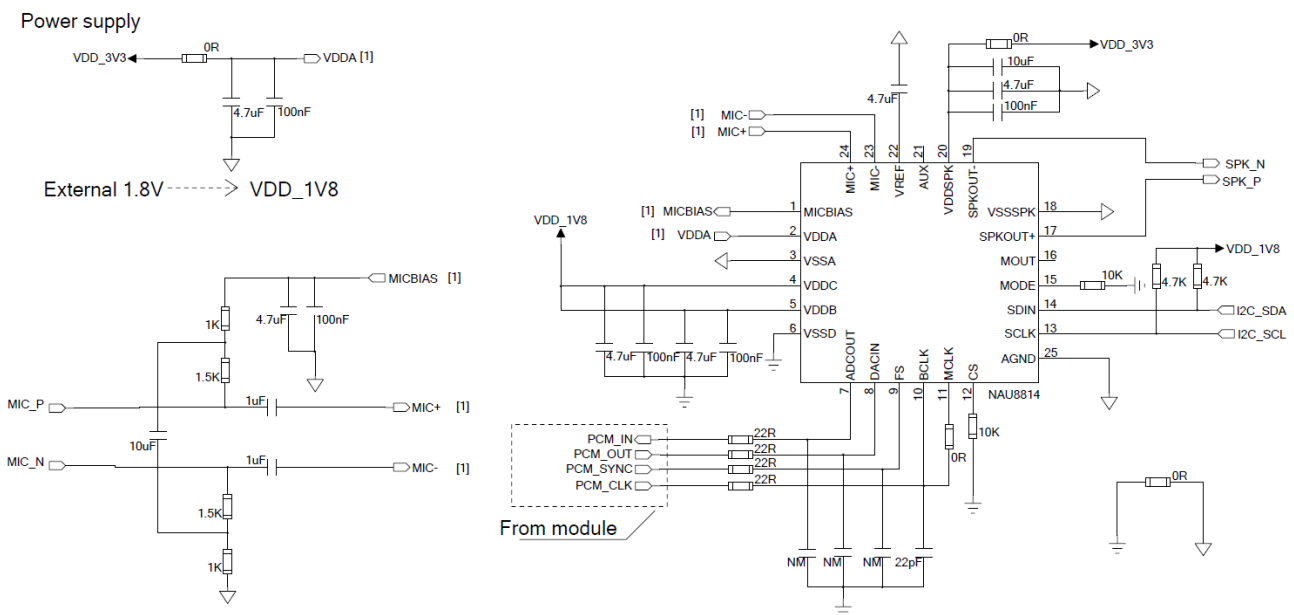 Power supply
0R
VDD_3V3
VDDA [1]
4.7uF
100nF
External 1.8V
VDD_1V8
MICBIAS [1]
4.7uF
100nF
1K
1.5K
MIC_P
1uF
MIC+ [1]
10uF
MIC_N
1uF
MIC- [1]
1.5K
1K
0R
VDD_3V3
10uF
4.7uF
100nF
4.7uF
[1] MIC-
[1] MIC+
24
23
22
21
20
19
MIC+
MIC-
VREF
AUX
VDDSPK
SPKOUT-
SPK_N
SPK_P
[1] MICBIAS
1
MICBIAS
VSSSPK
18
VDD_1V8
[1] VDDA
2
VDDA
SPKOUT+
17
3
VSSA
MOUT
16
VDD_1V8
4
VDDC
MODE
15
10K
4.7K
4.7K
5
VDDB
SDIN
14
I2C_SDA
6
VSSD
SCLK
13
I2C_SCL
4.7uF
100nF
4.7uF
100nF
AGND
25
ADCOUT
DACIN
FS
BCLK
MCLK
CS
7
8
9
10
11
12
NAU8814
PCM_IN
22R
PCM_OUT
22R
PCM_SYNC
22R
PCM_CLK
22R
0R
10K
From module
NM
NM
NM
22pF
0R